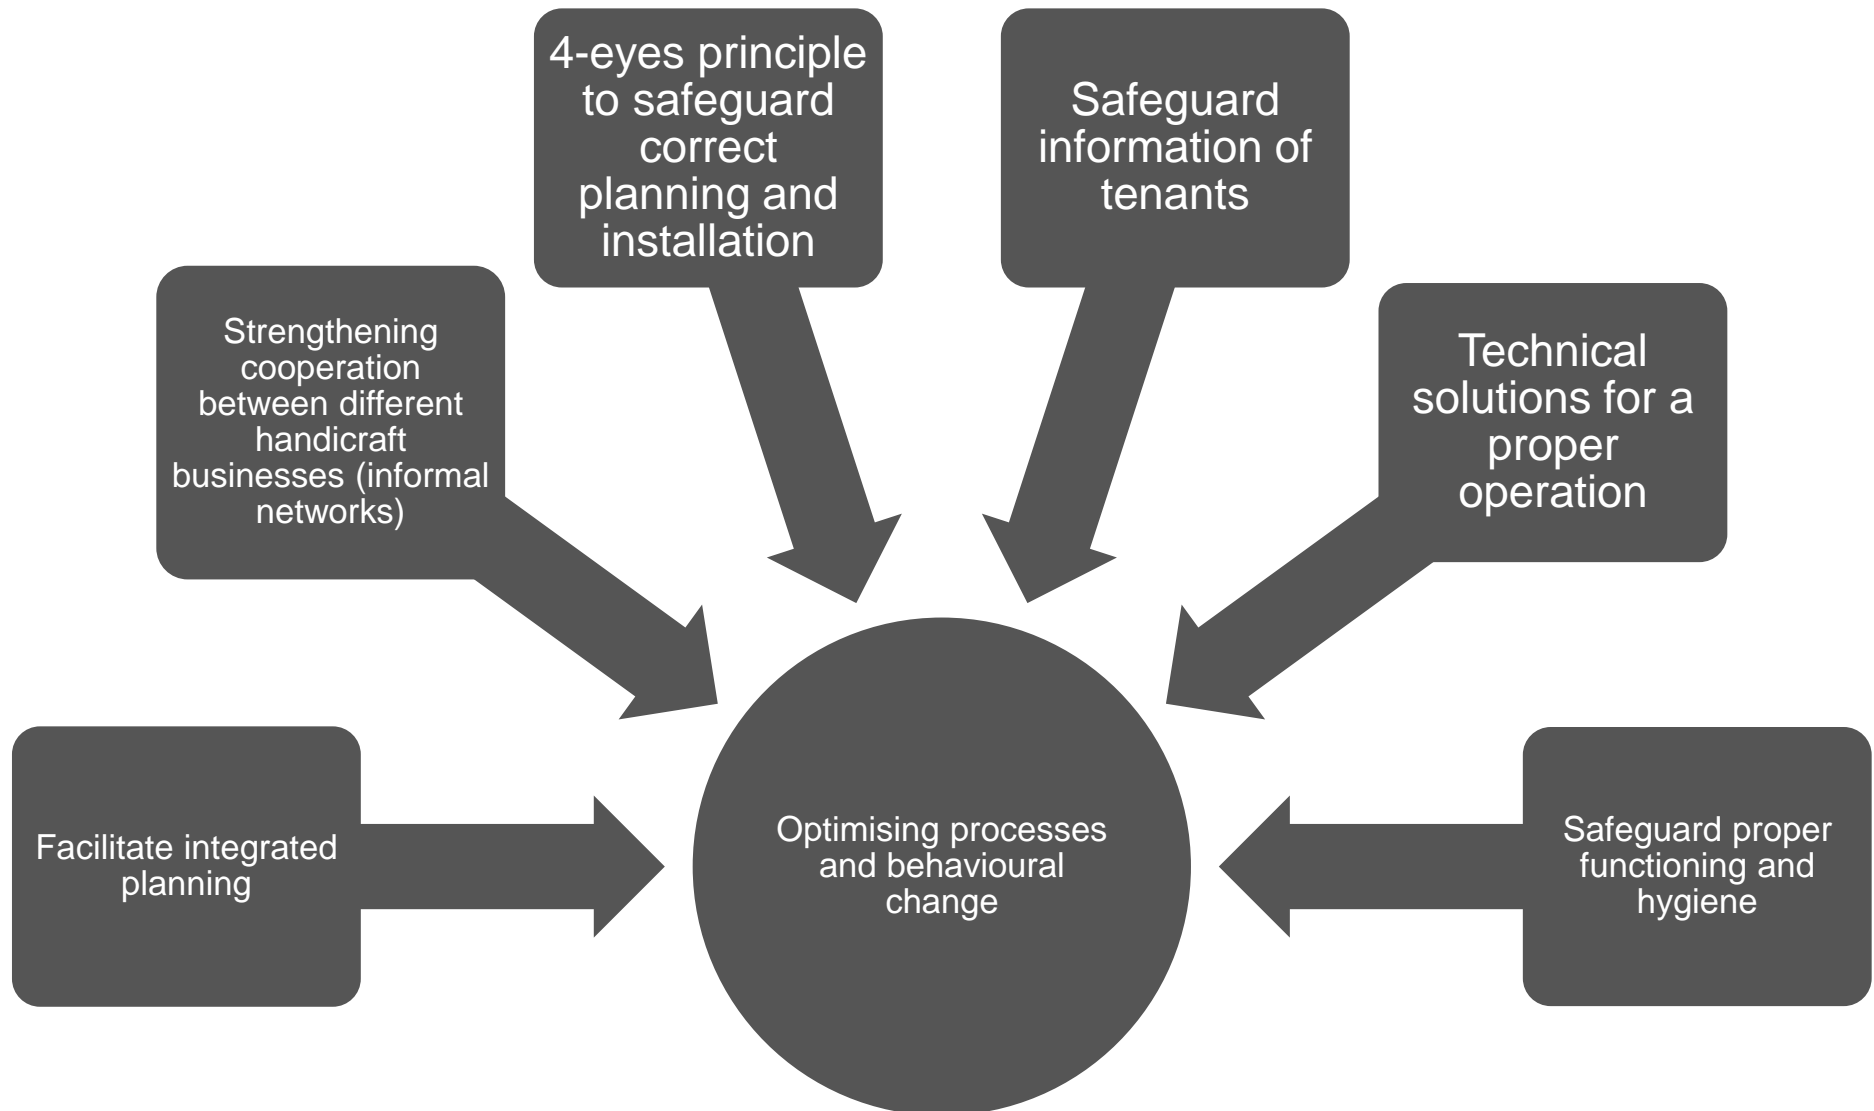 4-eyes principle
to safeguard
correct
planning and
installation
Safeguard
information of
tenants
Strengthening
cooperation
between different
handicraft
businesses (informal
networks)
Technical
solutions for a
proper
operation
Facilitate integrated
planning
Optimising processes
and behavioural
change
Safeguard proper
functioning and
hygiene